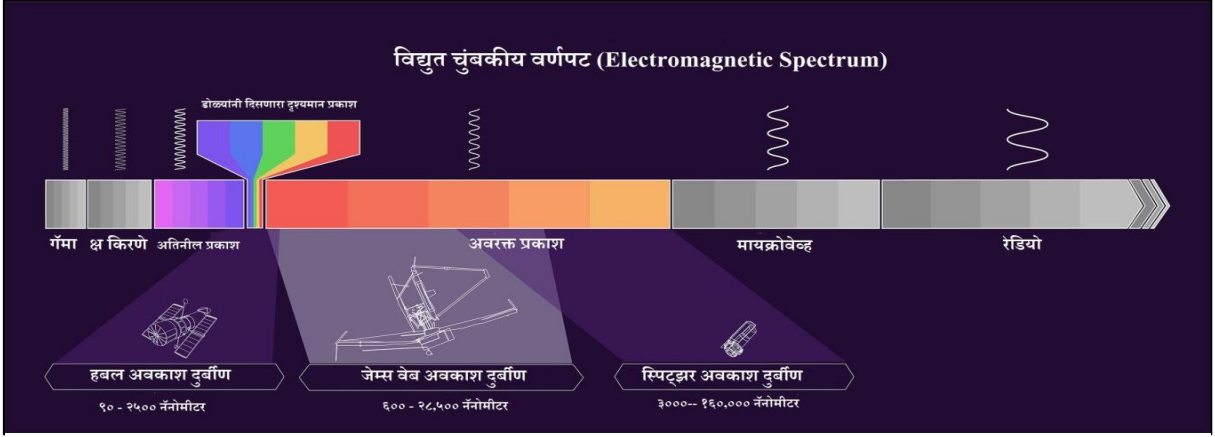 विद्युत चुंबकीय वर्णपट (Electromagnetic Spectrum)
डोळ्यांनी दिसणारा दृश्यमान प्रकाश
गॅमा क्ष किरणे अतिनील प्रकाश अवरक्त प्रकाश मायक्रोवेव्ह रेडियो
हबल अवकाश दुर्बीण जेम्स वेब अवकाश दुर्बीण स्पिट्झर अवकाश दुर्बीण
९० - २५०० नॅनोमीटर ६०० - २८,५०० नॅनोमीटर ३०००-- १६०,००० नॅनोमीटर